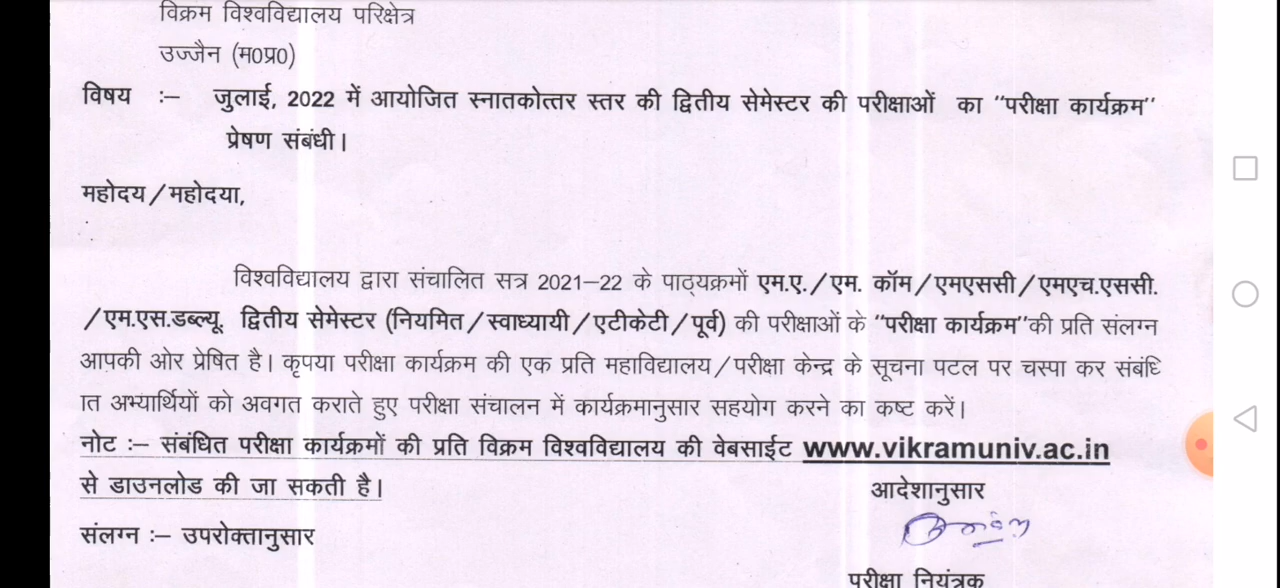 विक्रम विश्वविद्यालय परिक्षेत्र
उज्जैन (म0प्र0)
विषय :– जुलाई, 2022 में आयोजित स्नातकोत्तर स्तर की द्वितीय सेमेस्टर की परीक्षाओं का "परीक्षा कार्यक्रम"
प्रेषण संबंधी।
महोदय/महोदया,
विश्वविद्यालय द्वारा संचालित सत्र 2021–22 के पाठ्यक्रमों एम.ए./एम. कॉम/एमएससी/एमएच.एससी.
/एम.एस.डब्ल्यू. द्वितीय सेमेस्टर (नियमित/स्वाध्यायी/एटीकेटी/पूर्व) की परीक्षाओं के "परीक्षा कार्यक्रम"की प्रति संलग्न
आपकी ओर प्रेषित है। कृपया परीक्षा कार्यक्रम की एक प्रति महाविद्यालय/परीक्षा केन्द्र के सूचना पटल पर चस्पा कर संबंधि
त अभ्यार्थियों को अवगत कराते हुए परीक्षा संचालन में कार्यक्रमानुसार सहयोग करने का कष्ट करें।
नोट :– संबंधित परीक्षा कार्यक्रमों की प्रति विक्रम विश्वविद्यालय की वेबसाईट www.vikramuniv.ac.in
से डाउनलोड की जा सकती है।
आदेशानुसार
संलग्न :– उपरोक्तानुसार
परीक्षा नियंत्रक